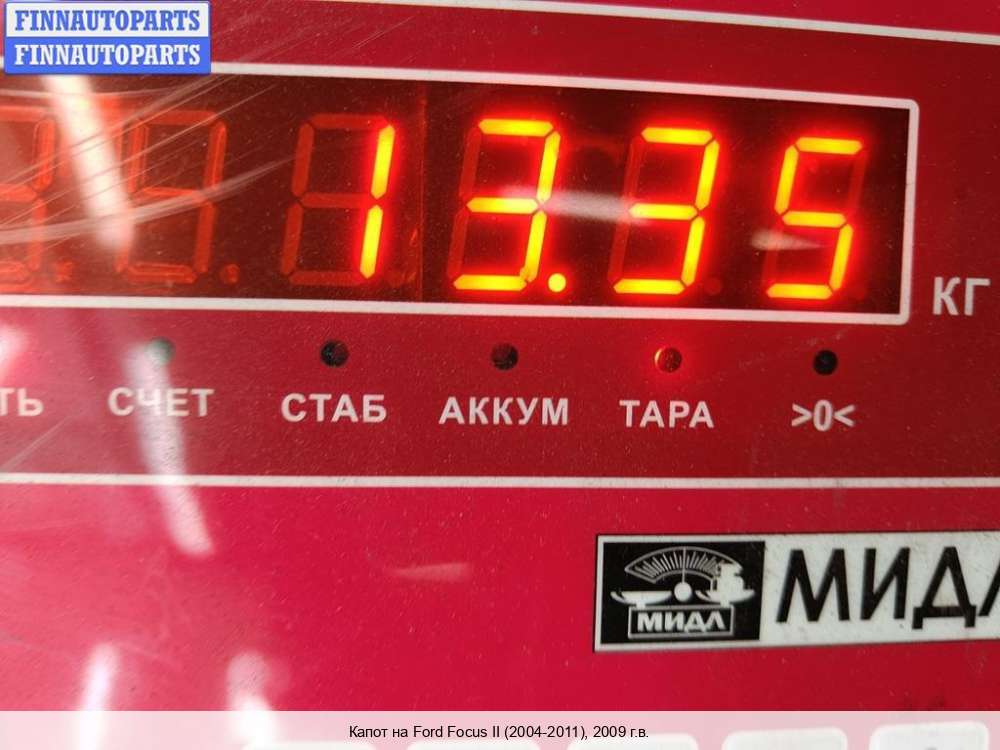 FINNAUTOPARTS
FINNAUTOPARTS
13.35
КГ
СЧЕТ СТАБ АККУМ ТАРА >0<
МИДЛ
МИДЛ
Капот на Ford Focus II (2004-2011), 2009 г.в.